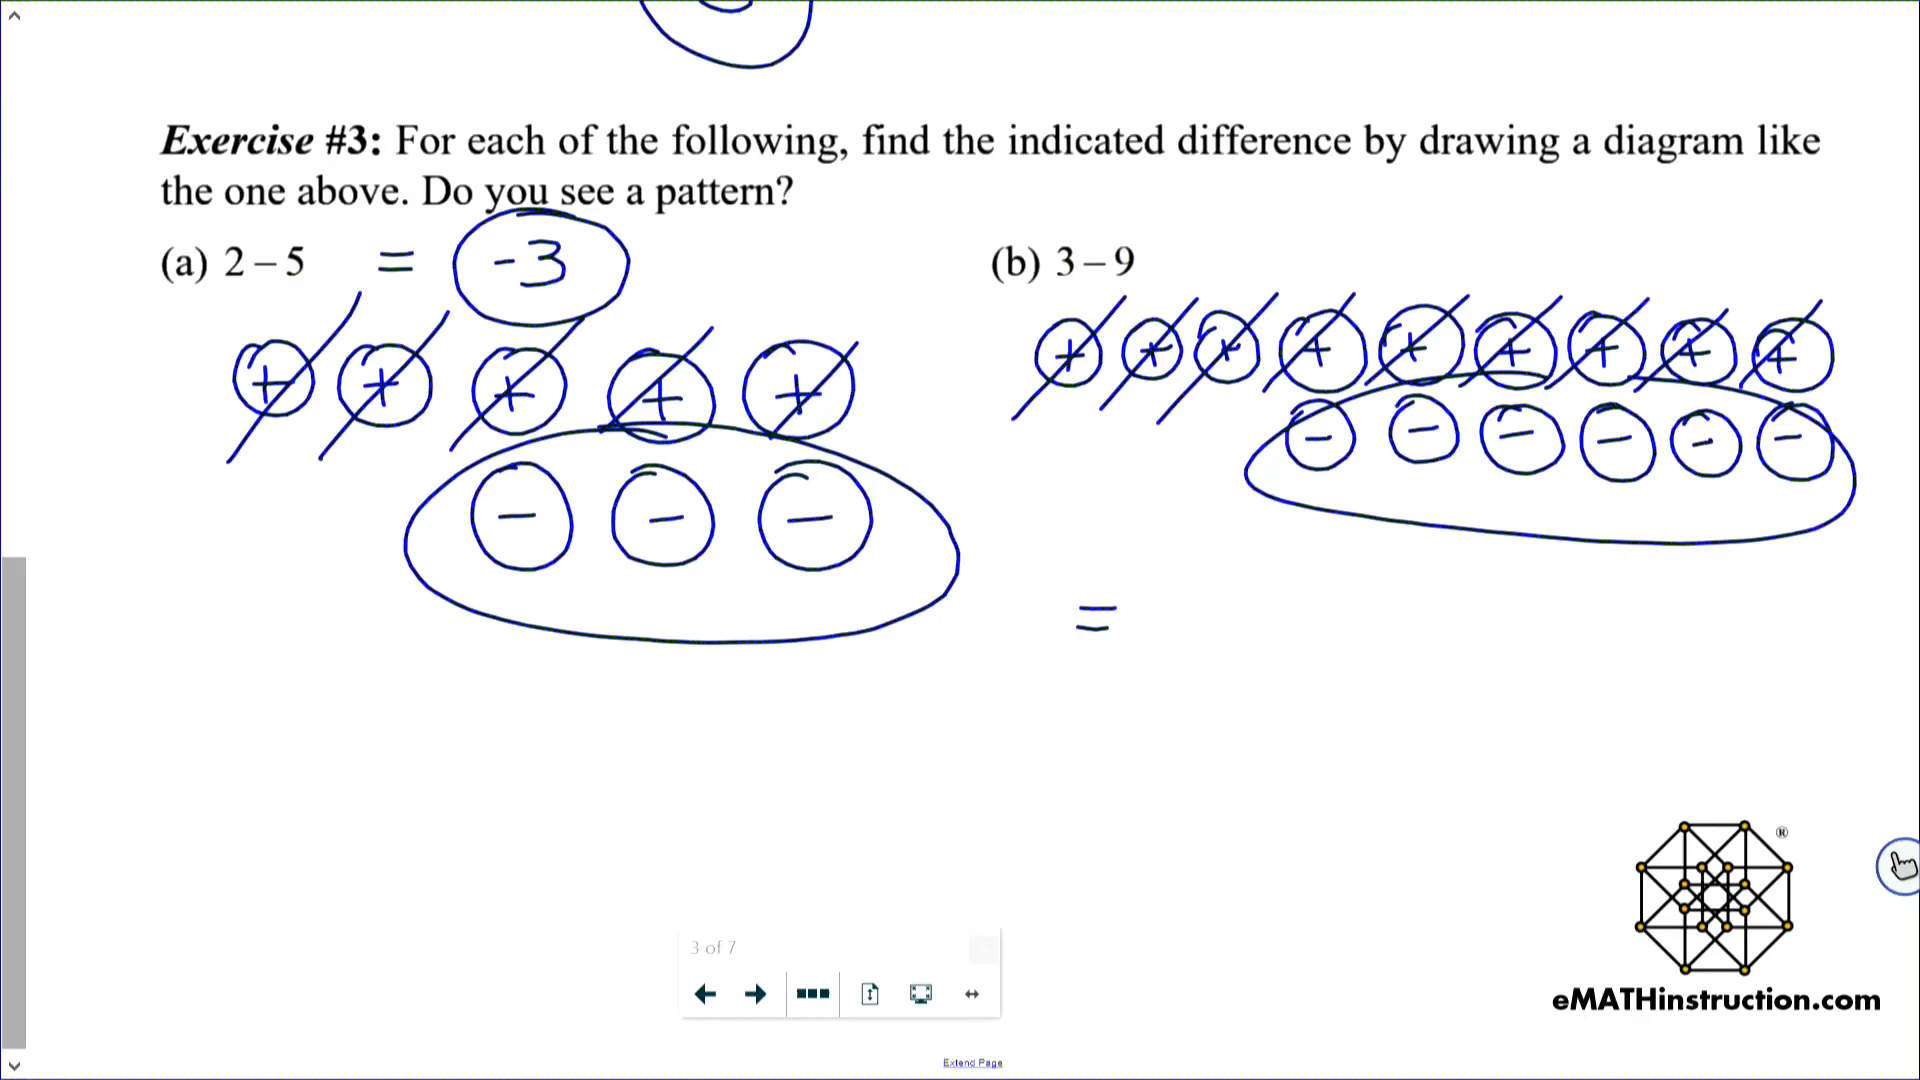 Exercise #3: For each of the following, find the indicated difference by drawing a diagram like
the one above. Do you see a pattern?
(a) 2 – 5 = -3
(b) 3 – 9
+ + + + +
+ + + + + + + + +
− − − − − −
− − −
=
®
eMATHinstruction.com
3 of 7
Extend Page